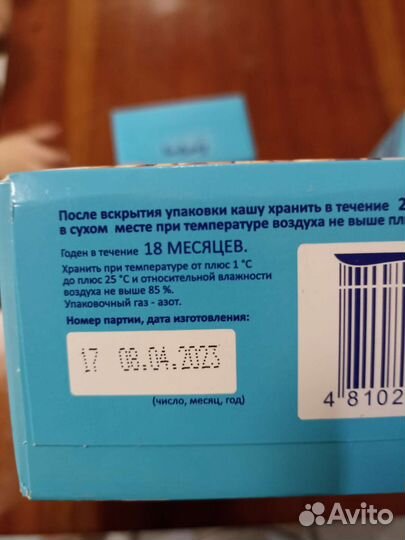 После вскрытия упаковки кашу хранить в течение 2
в сухом месте при температуре воздуха не выше
Годен в течение 18 МЕСЯЦЕВ.
Хранить при температуре от плюс 1 °C
до плюс 25 °C и относительной влажности
воздуха не выше 85 %.
Упаковочный газ - азот.
Номер партии, дата изготовления:
17 08.04.2023
(число, месяц, год)
4 8102
Avito